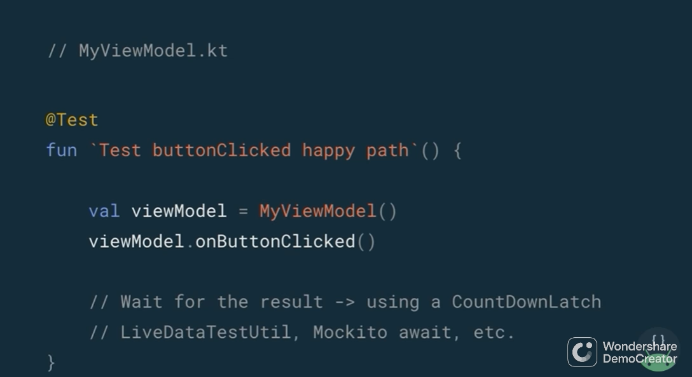 // MyViewModel.kt
@Test
fun `Test buttonClicked happy path`() {
val viewModel = MyViewModel()
viewModel.onButtonClicked()
// Wait for the result -> using a CountDownLatch
// LiveDataTestUtil, Mockito await, etc.
}
{ }
Wondershare
DemoCreator